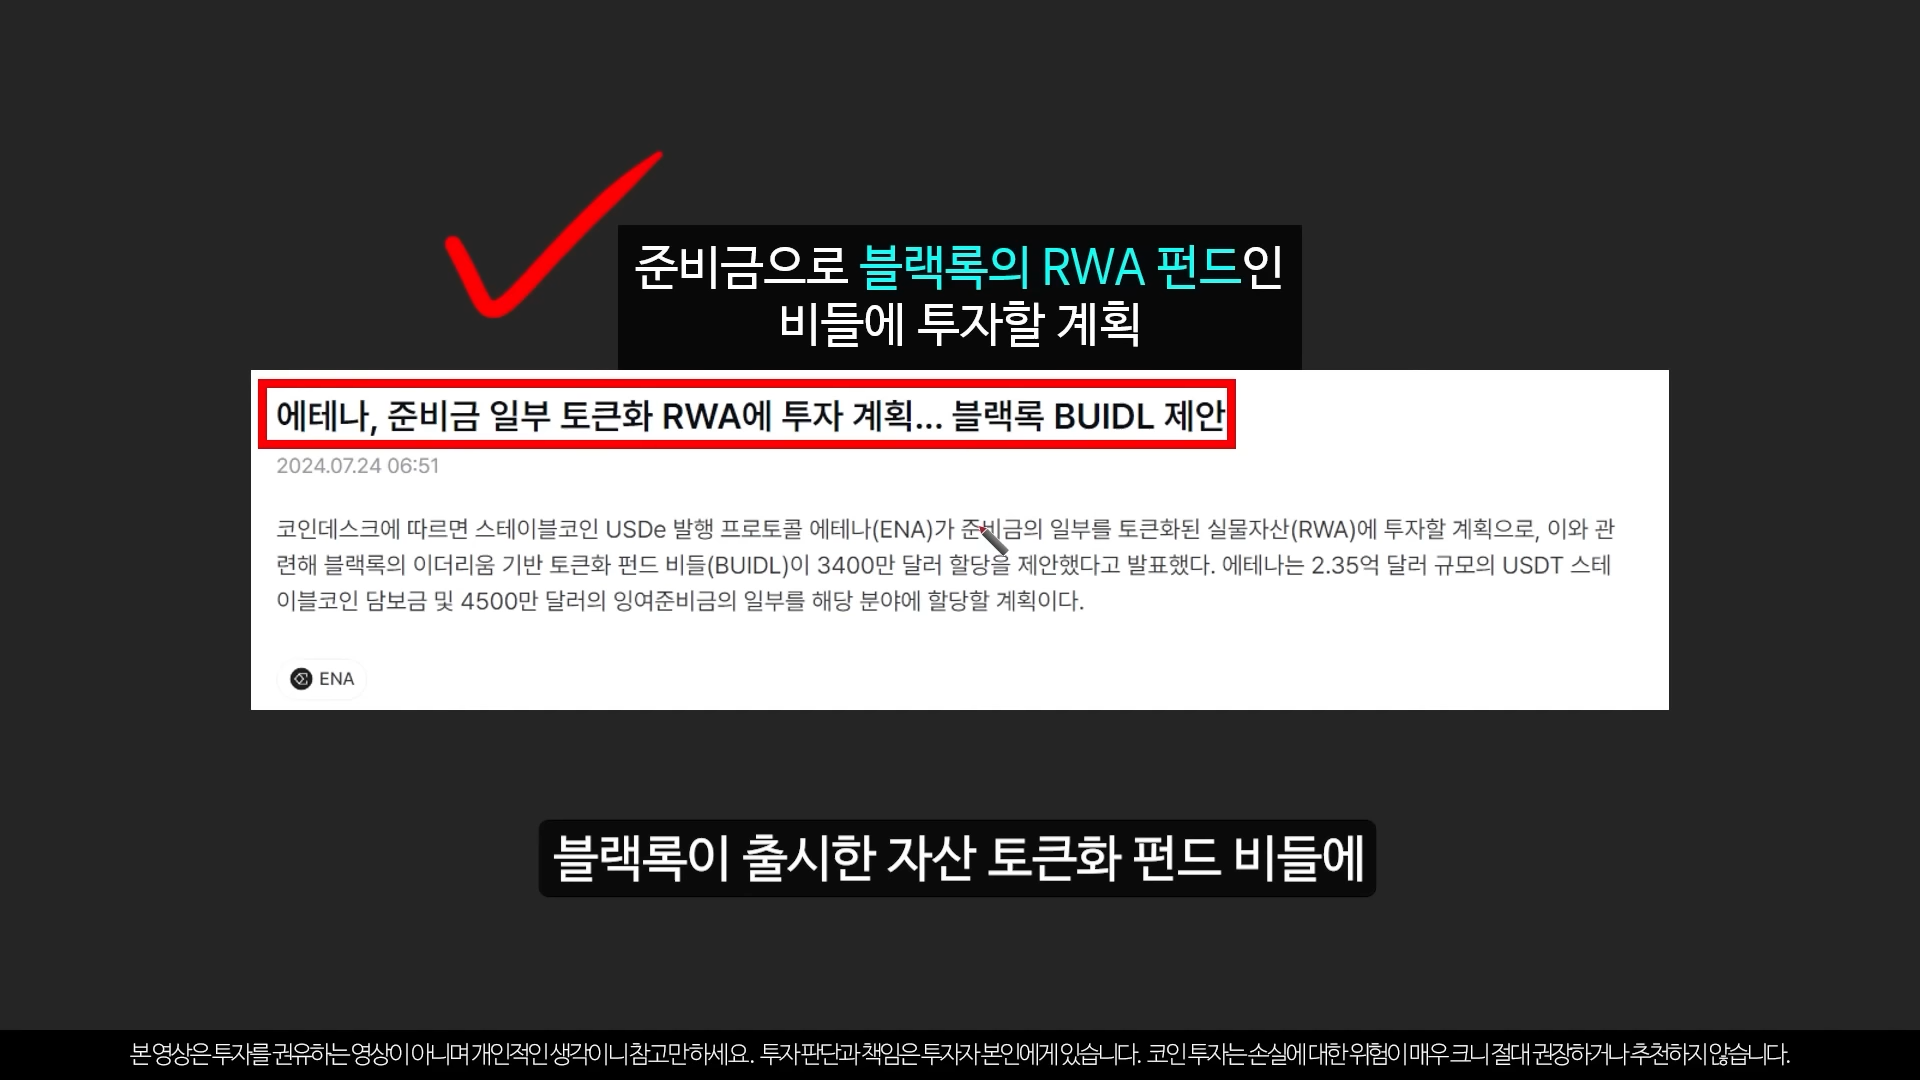 준비금으로 블랙록의 RWA 펀드인
비들에 투자할 계획
에테나, 준비금 일부 토큰화 RWA에 투자 계획... 블랙록 BUIDL 제안
2024.07.24 06:51
코인데스크에 따르면 스테이블코인 USDe 발행 프로토콜 에테나(ENA)가 준비금의 일부를 토큰화된 실물자산(RWA)에 투자할 계획으로, 이와 관
련해 블랙록의 이더리움 기반 토큰화 펀드 비들(BUIDL)이 3400만 달러 할당을 제안했다고 발표했다. 에테나는 2.35억 달러 규모의 USDT 스테
이블코인 담보금 및 4500만 달러의 잉여준비금의 일부를 해당 분야에 할당할 계획이다.
ENA
블랙록이 출시한 자산 토큰화 펀드 비들에
본 영상은 투자를 권유하는 영상이 아니며 개인적인 생각이니 참고만 하세요. 투자 판단과 책임은 투자자 본인에게 있습니다. 코인 투자는 손실에 대한 위험이 매우 크니 절대 권장하거나 추천하지 않습니다.